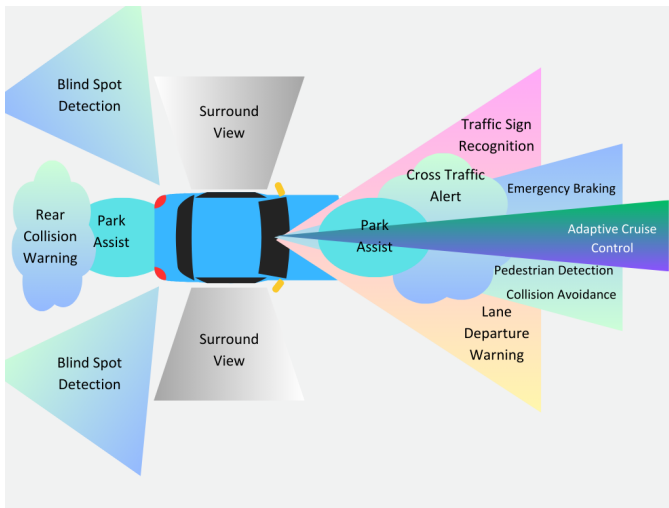 Blind Spot
Detection
Surround
View
Traffic Sign
Recognition
Cross Traffic
Alert
Emergency Braking
Rear
Collision
Warning
Park
Assist
Park
Assist
Adaptive Cruise
Control
Pedestrian Detection
Collision Avoidance
Lane
Departure
Warning
Surround
View
Blind Spot
Detection